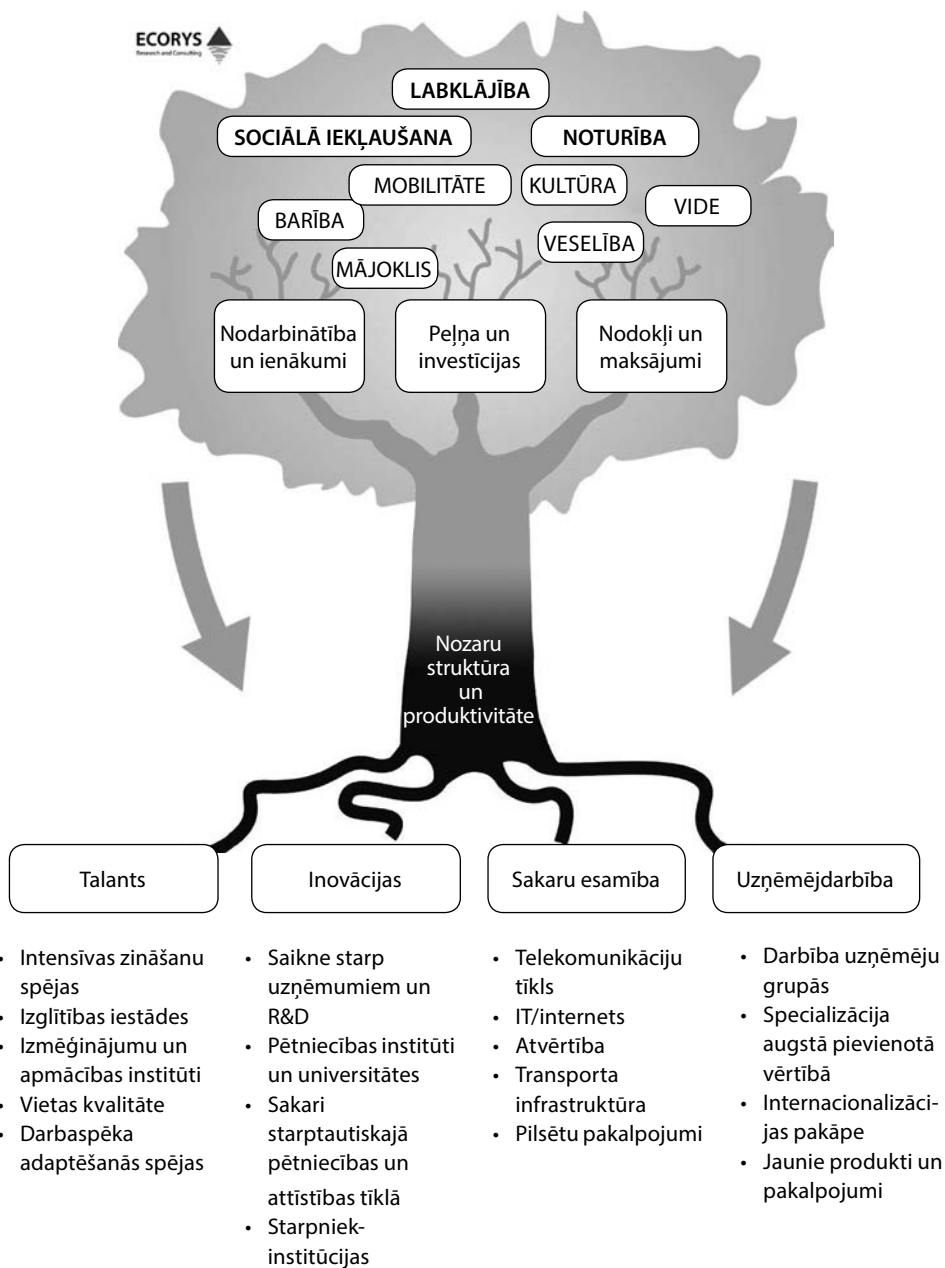 ECORYS
Research and Consulting
LABKLĀJĪBA
SOCIĀLĀ IEKĻAUŠANA
NOTURĪBA
MOBILITĀTE
KULTŪRA
VIDE
BARĪBA
VESELĪBA
MĀJOKLIS
Nodarbinātība
un ienākumi
Peļņa un
investīcijas
Nodokļi un
maksājumi
Nozaru
struktūra
un
produktivitāte
Talants
Inovācijas
Sakaru esamība
Uzņēmējdarbība
• Intensīvas zināšanu
spējas
• Izglītības iestādes
• Izmēģinājumu un
apmācības institūti
• Vietas kvalitāte
• Darbaspēka
adaptēšanās spējas
• Saikne starp
uzņēmumiem un
R&D
• Pētniecības institūti
un universitātes
• Sakari
starptautiskajā
pētniecības un
attīstības tīklā
• Starpniek-
institūcijas
• Telekomunikāciju
tīkls
• IT/internets
• Atvērtība
• Transporta
infrastruktūra
• Pilsētu pakalpojumi
• Darbība uzņēmēju
grupās
• Specializācija
augstā pievienotā
vērtībā
• Internacionalizāci-
jas pakāpe
• Jaunie produkti un
pakalpojumi